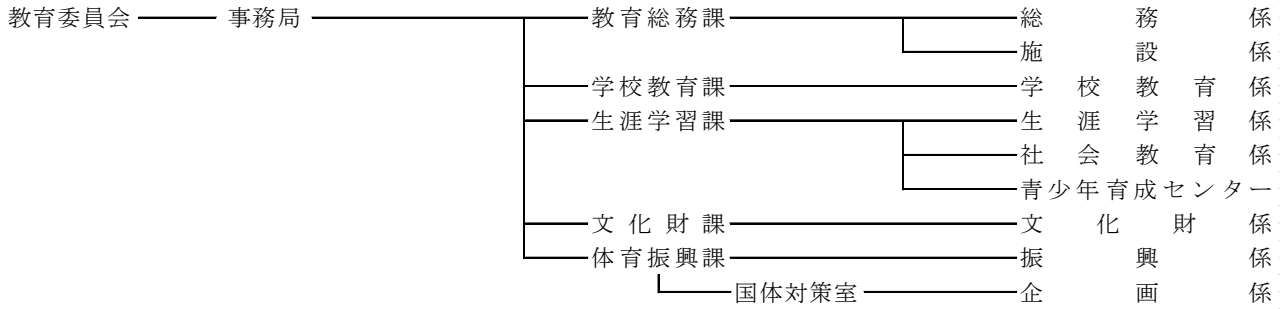 教育委員会 事務局 教育総務課 総務係
施設係
学校教育課 学校教育係
生涯学習課 生涯学習係
社会教育係
青少年育成センター
文化財課 文化財係
体育振興課 振興係
国体対策室 企画係